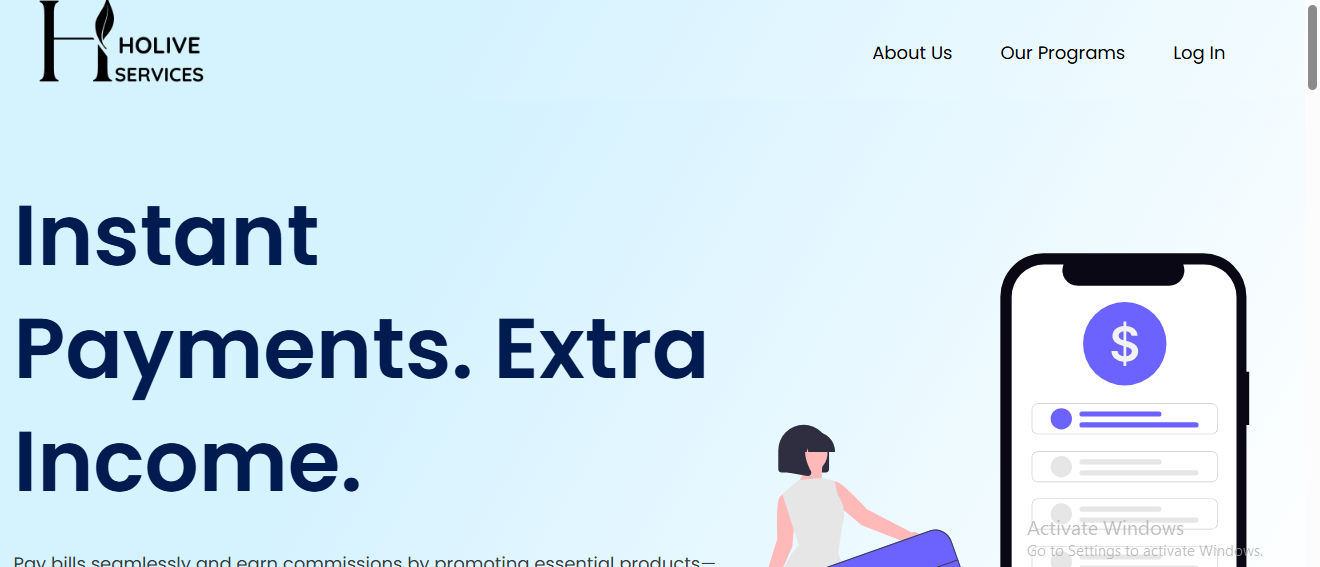 HOLIVE
SERVICES
About Us
Our Programs
Log In
Instant
Payments. Extra
Income.
Pay bills seamlessly and earn commissions by promoting essential products—
$
Activate Windows
Go to Settings to activate Windows.